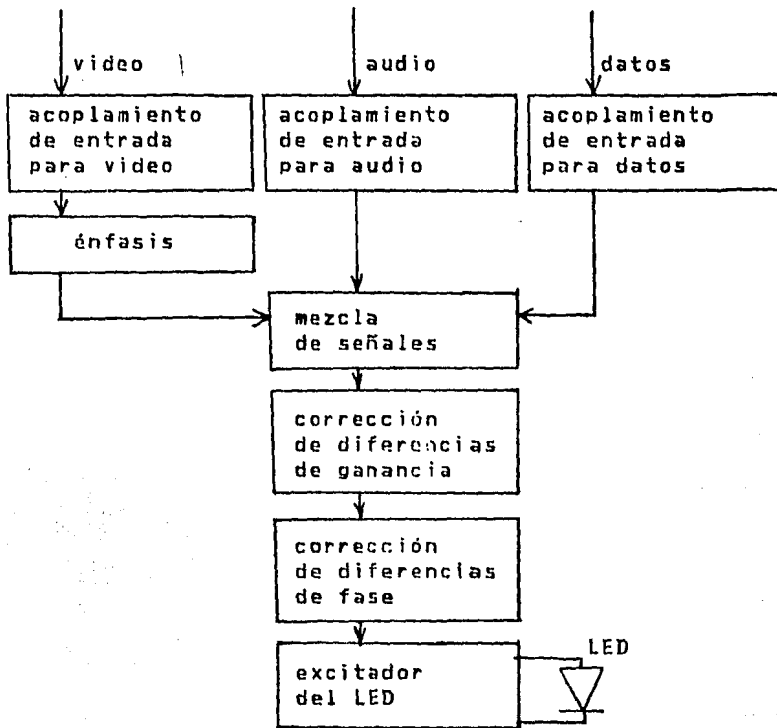 video
audio
datos
acoplamiento
de entrada
para video
acoplamiento
de entrada
para audio
acoplamiento
de entrada
para datos
énfasis
mezcla
de señales
corrección
de diferencias
de ganancia
corrección
de diferencias
de fase
excitador
del LED
LED